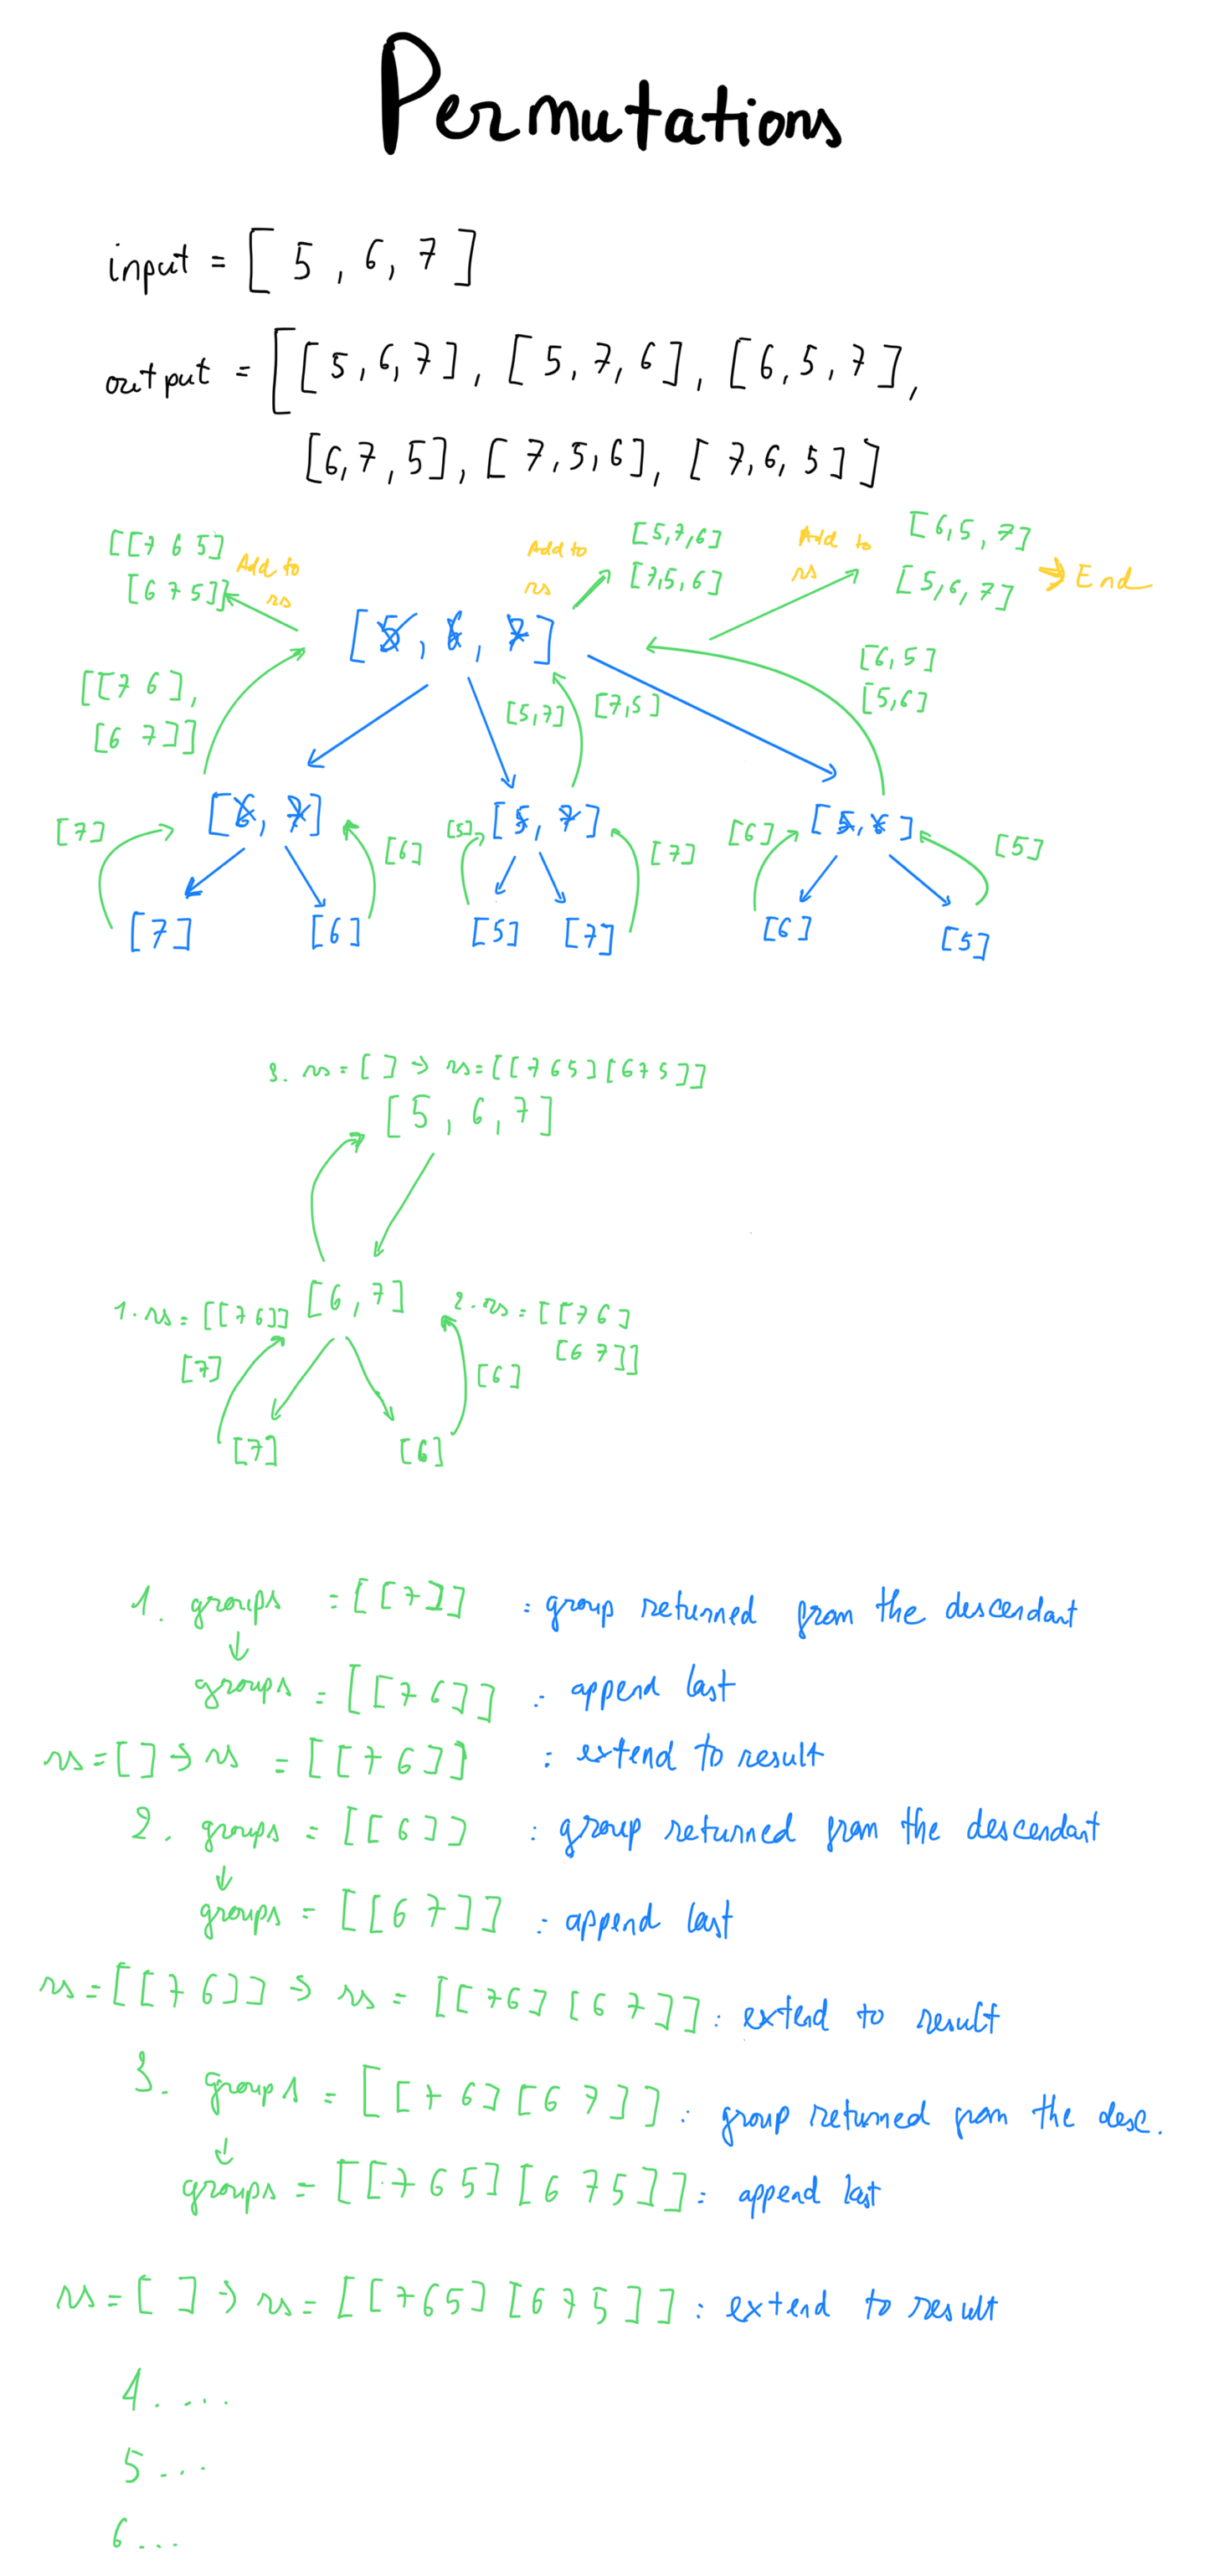 Permutations
input = [ 5 , 6, 7 ]
output = [[ 5, 6, 7 ], [ 5, 7, 6 ], [ 6, 5, 7 ],
[6, 7, 5], [ 7, 5, 6 ], [ 7, 6, 5 ] ]
[[7 6 5]
[6 7 5]]
Add to
rs
Add to
rs
[5,7,6]
[7,5,6]
Add to
rs
[6,5,7]
[5,6,7]
End
[ 5, 6, 7 ]
[[7 6],
[6 7]]
[5,7]
[7,5]
[6,5]
[5,6]
[7]
[6, 7]
[6]
[5]
[5, 7]
[7]
[6]
[5, 6]
[5]
[7]
[6]
[5]
[7]
[6]
[5]
3. rs = [ ] → rs = [[7 6 5][6 7 5]]
[ 5, 6, 7 ]
1. rs = [[7 6]]
[6, 7]
2. rs = [[7 6]
[6 7]]
[7]
[6]
[7]
[6]
1. groups = [[7]] : group returned from the descendant
↓
groups = [[7 6]] : append last
rs = [ ] → rs = [[7 6]] : extend to result
2. groups = [[6]] : group returned from the descendant
↓
groups = [[6 7]] : append last
rs = [[7 6]] → rs = [[7 6] [6 7]] : extend to result
3. groups = [[7 6] [6 7]] : group returned from the desc.
↓
groups = [[7 6 5] [6 7 5]] : append last
rs = [ ] → rs = [[7 6 5] [6 7 5]] : extend to result
4. ....
5 ...
6 ...